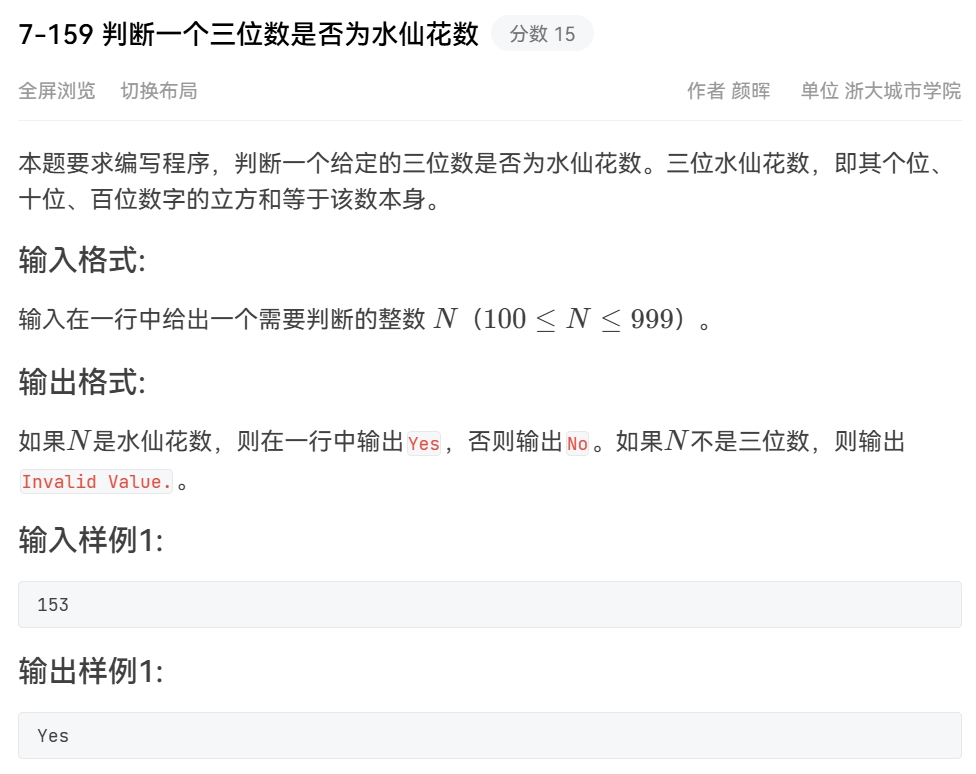 7-159 判断一个三位数是否为水仙花数 分数 15
全屏浏览 切换布局 作者 颜晖 单位 浙大城市学院
本题要求编写程序，判断一个给定的三位数是否为水仙花数。三位水仙花数，即其个位、
十位、百位数字的立方和等于该数本身。
输入格式:
输入在一行中给出一个需要判断的整数 N（100 ≤ N ≤ 999）。
输出格式:
如果N是水仙花数，则在一行中输出Yes，否则输出No。如果N不是三位数，则输出
Invalid Value.。
输入样例1:
153
输出样例1:
Yes